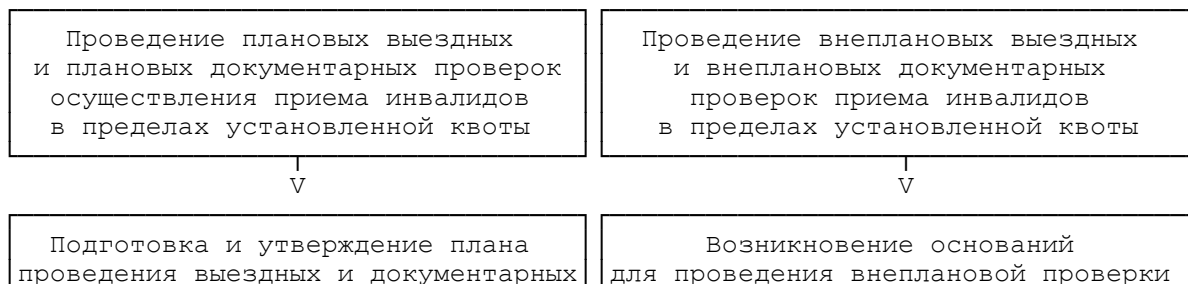 Проведение плановых выездных
и плановых документарных проверок
осуществления приема инвалидов
в пределах установленной квоты
Проведение внеплановых выездных
и внеплановых документарных
проверок приема инвалидов
в пределах установленной квоты
V
V
Подготовка и утверждение плана
проведения выездных и документарных
Возникновение оснований
для проведения внеплановой проверки